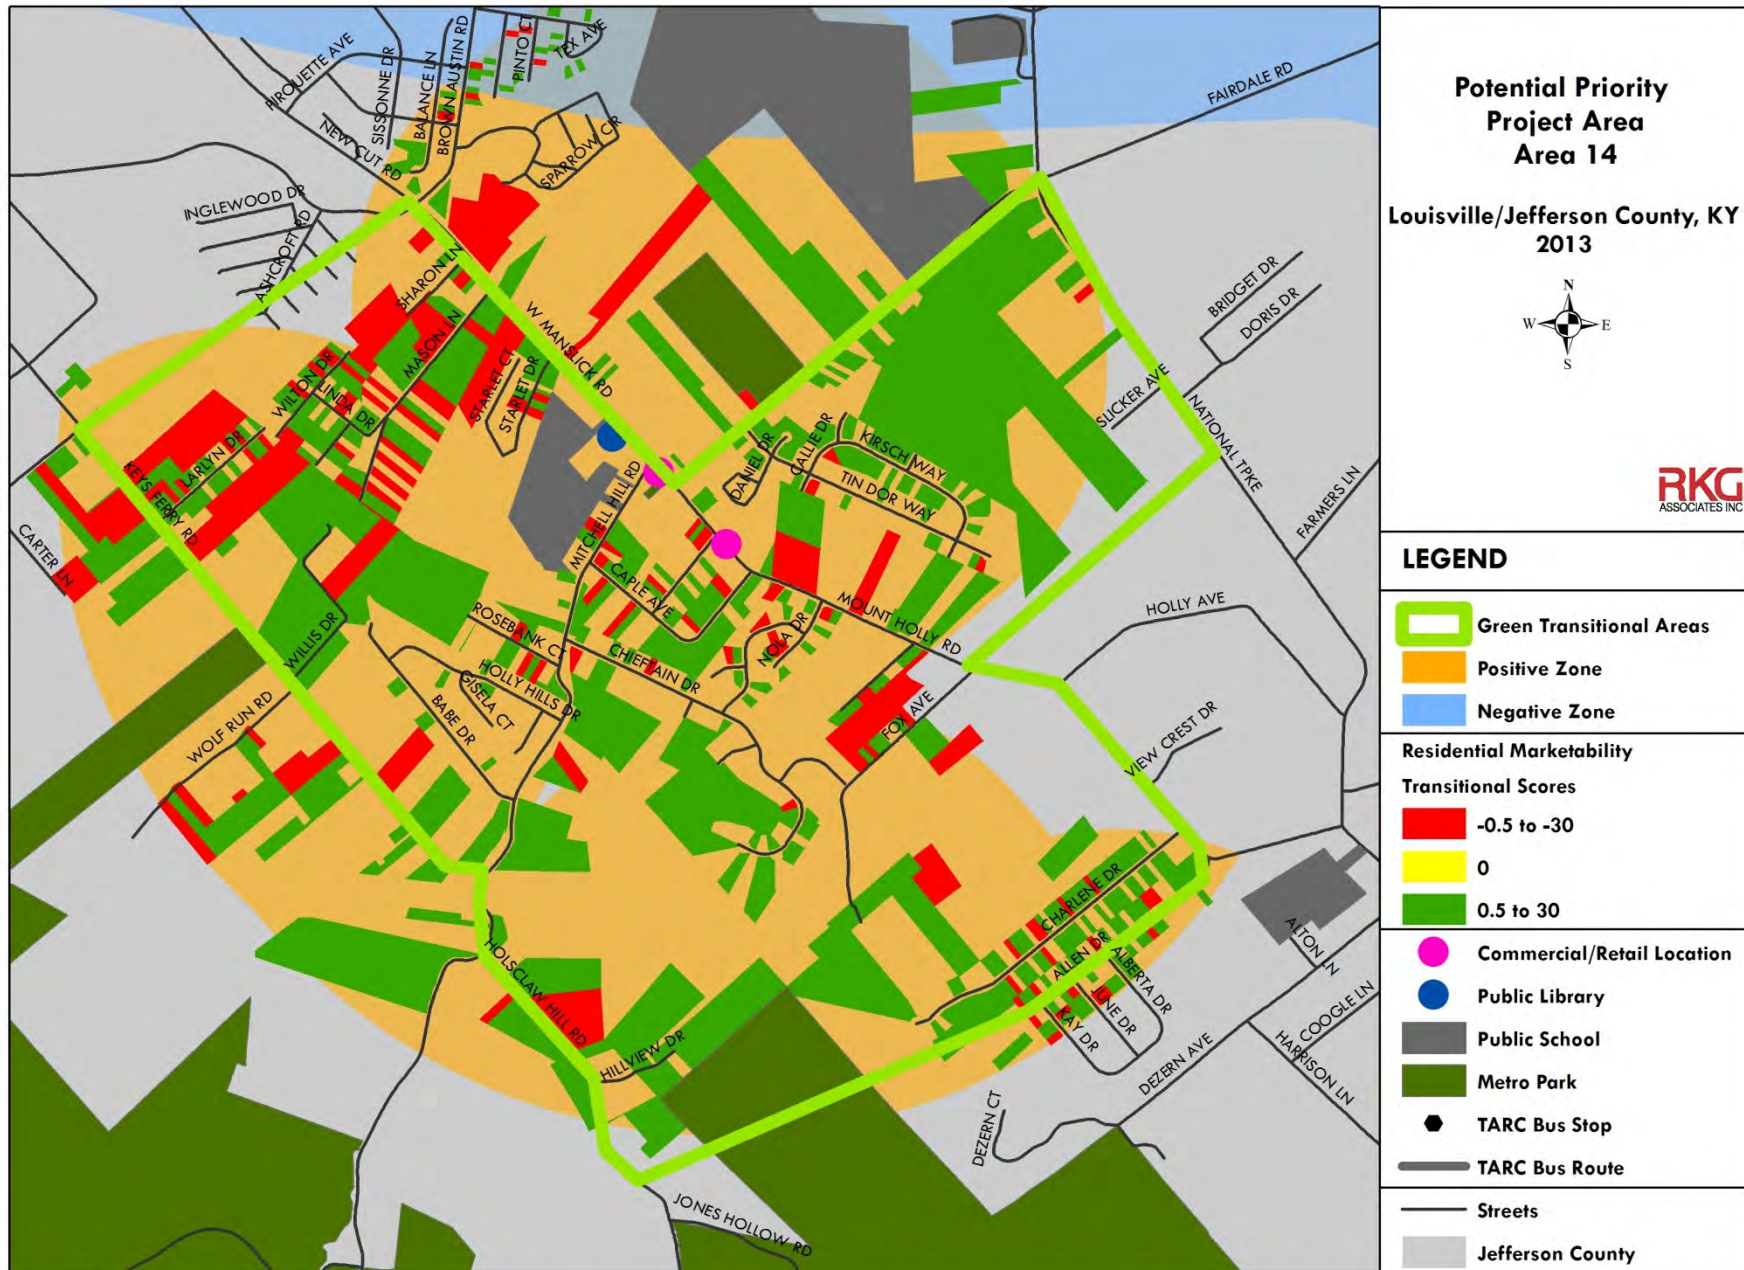 Potential Priority
Project Area
Area 14
Louisville/Jefferson County, KY
2013
N
W
E
S
RKG
ASSOCIATES INC
LEGEND
Green Transitional Areas
Positive Zone
Negative Zone
Residential Marketability
Transitional Scores
-0.5 to -30
0
0.5 to 30
Commercial/Retail Location
Public Library
Public School
Metro Park
TARC Bus Stop
TARC Bus Route
Streets
Jefferson County
PIROUETTE AVE
SISSONNE DR
BALANCE LN
BROWN AUSTIN RD
PINTO CT
TEX AVE
NEW CUT RD
SPARROW CIR
FAIRDALE RD
INGLEWOOD DR
ASHCROFT RD
SHARON LN
MASON LN
W MANSLICK RD
STARLET CT
STARLET DR
WILTON DR
LINDA DR
LARLYN DR
KEYS FERRY RD
CARTER LN
BRIDGET DR
DORIS DR
SLICKER AVE
NATIONAL TPKE
FARMERS LN
DANIEL DR
CALLIE DR
KIRSCH WAY
TIN DOR WAY
MITCHELL HILL RD
CAPLE AVE
MOUNT HOLLY RD
NOLA DR
HOLLY AVE
WILLIS DR
ROSEBANK CT
CHIEFTAIN DR
HOLLY HILLS DR
GISELA CT
BABE DR
WOLF RUN RD
FOX AVE
VIEW CREST DR
CHARLENE DR
ALLEN DR
ALBERTA DR
JUNE DR
KAY DR
ALTON LN
COOGLE LN
HARRISON LN
DEZERN AVE
DEZERN CT
HOLSCLAW HILL RD
HILLVIEW DR
JONES HOLLOW RD